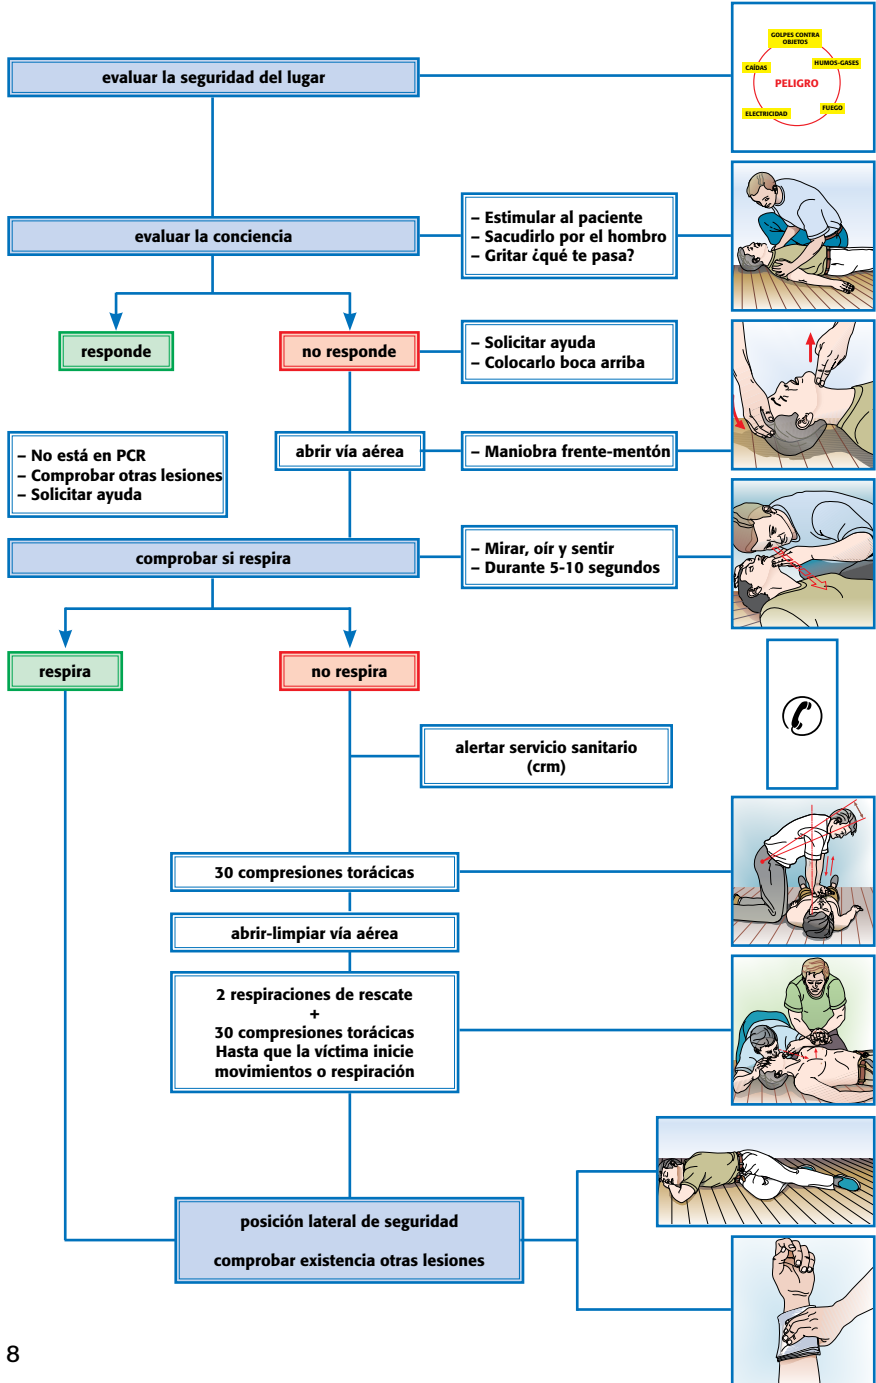 evaluar la seguridad del lugar
GOLPES CONTRA
OBJETOS
CAÍDAS
HUMOS-GASES
PELIGRO
ELECTRICIDAD
FUEGO
evaluar la conciencia
– Estimular al paciente
– Sacudirlo por el hombro
– Gritar ¿qué te pasa?
responde
no responde
– Solicitar ayuda
– Colocarlo boca arriba
– No está en PCR
– Comprobar otras lesiones
– Solicitar ayuda
abrir vía aérea
– Maniobra frente-mentón
comprobar si respira
– Mirar, oír y sentir
– Durante 5-10 segundos
respira
no respira
alertar servicio sanitario
(crm)
30 compresiones torácicas
abrir-limpiar vía aérea
2 respiraciones de rescate
+
30 compresiones torácicas
Hasta que la víctima inicie
movimientos o respiración
posición lateral de seguridad
comprobar existencia otras lesiones
8